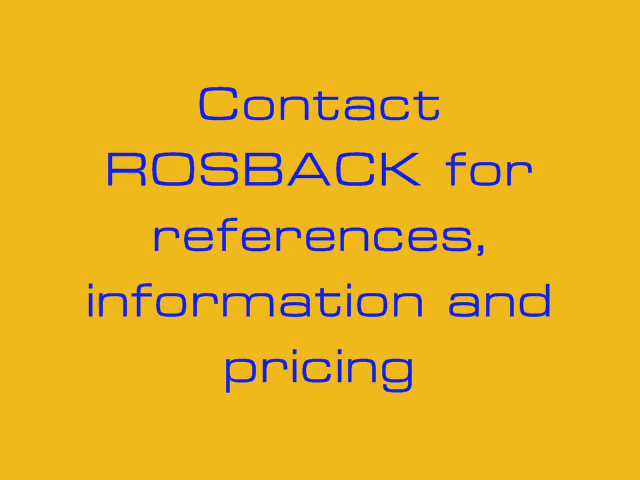 Contact
ROSBACK for
references,
information and
pricing